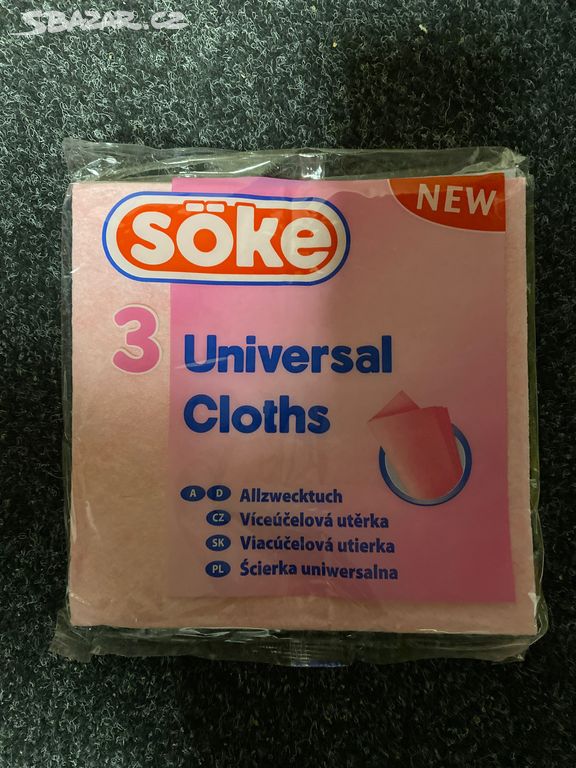 SBAZAR.CZ
söke
NEW
3 Universal
Cloths
A D Allzwecktuch
CZ Víceúčelová utěrka
SK Viacúčelová utierka
PL Ścierka uniwersalna